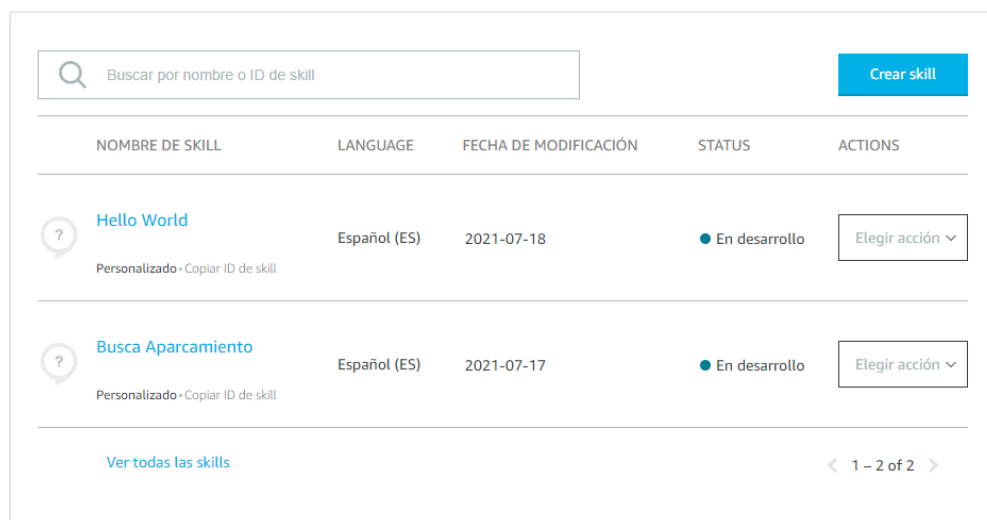 Buscar por nombre o ID de skill
Crear skill
NOMBRE DE SKILL LANGUAGE FECHA DE MODIFICACIÓN STATUS ACTIONS
?
Hello World
Español (ES) 2021-07-18 En desarrollo Elegir acción
Personalizado • Copiar ID de skill
?
Busca Aparcamiento
Español (ES) 2021-07-17 En desarrollo Elegir acción
Personalizado • Copiar ID de skill
Ver todas las skills
1 – 2 of 2